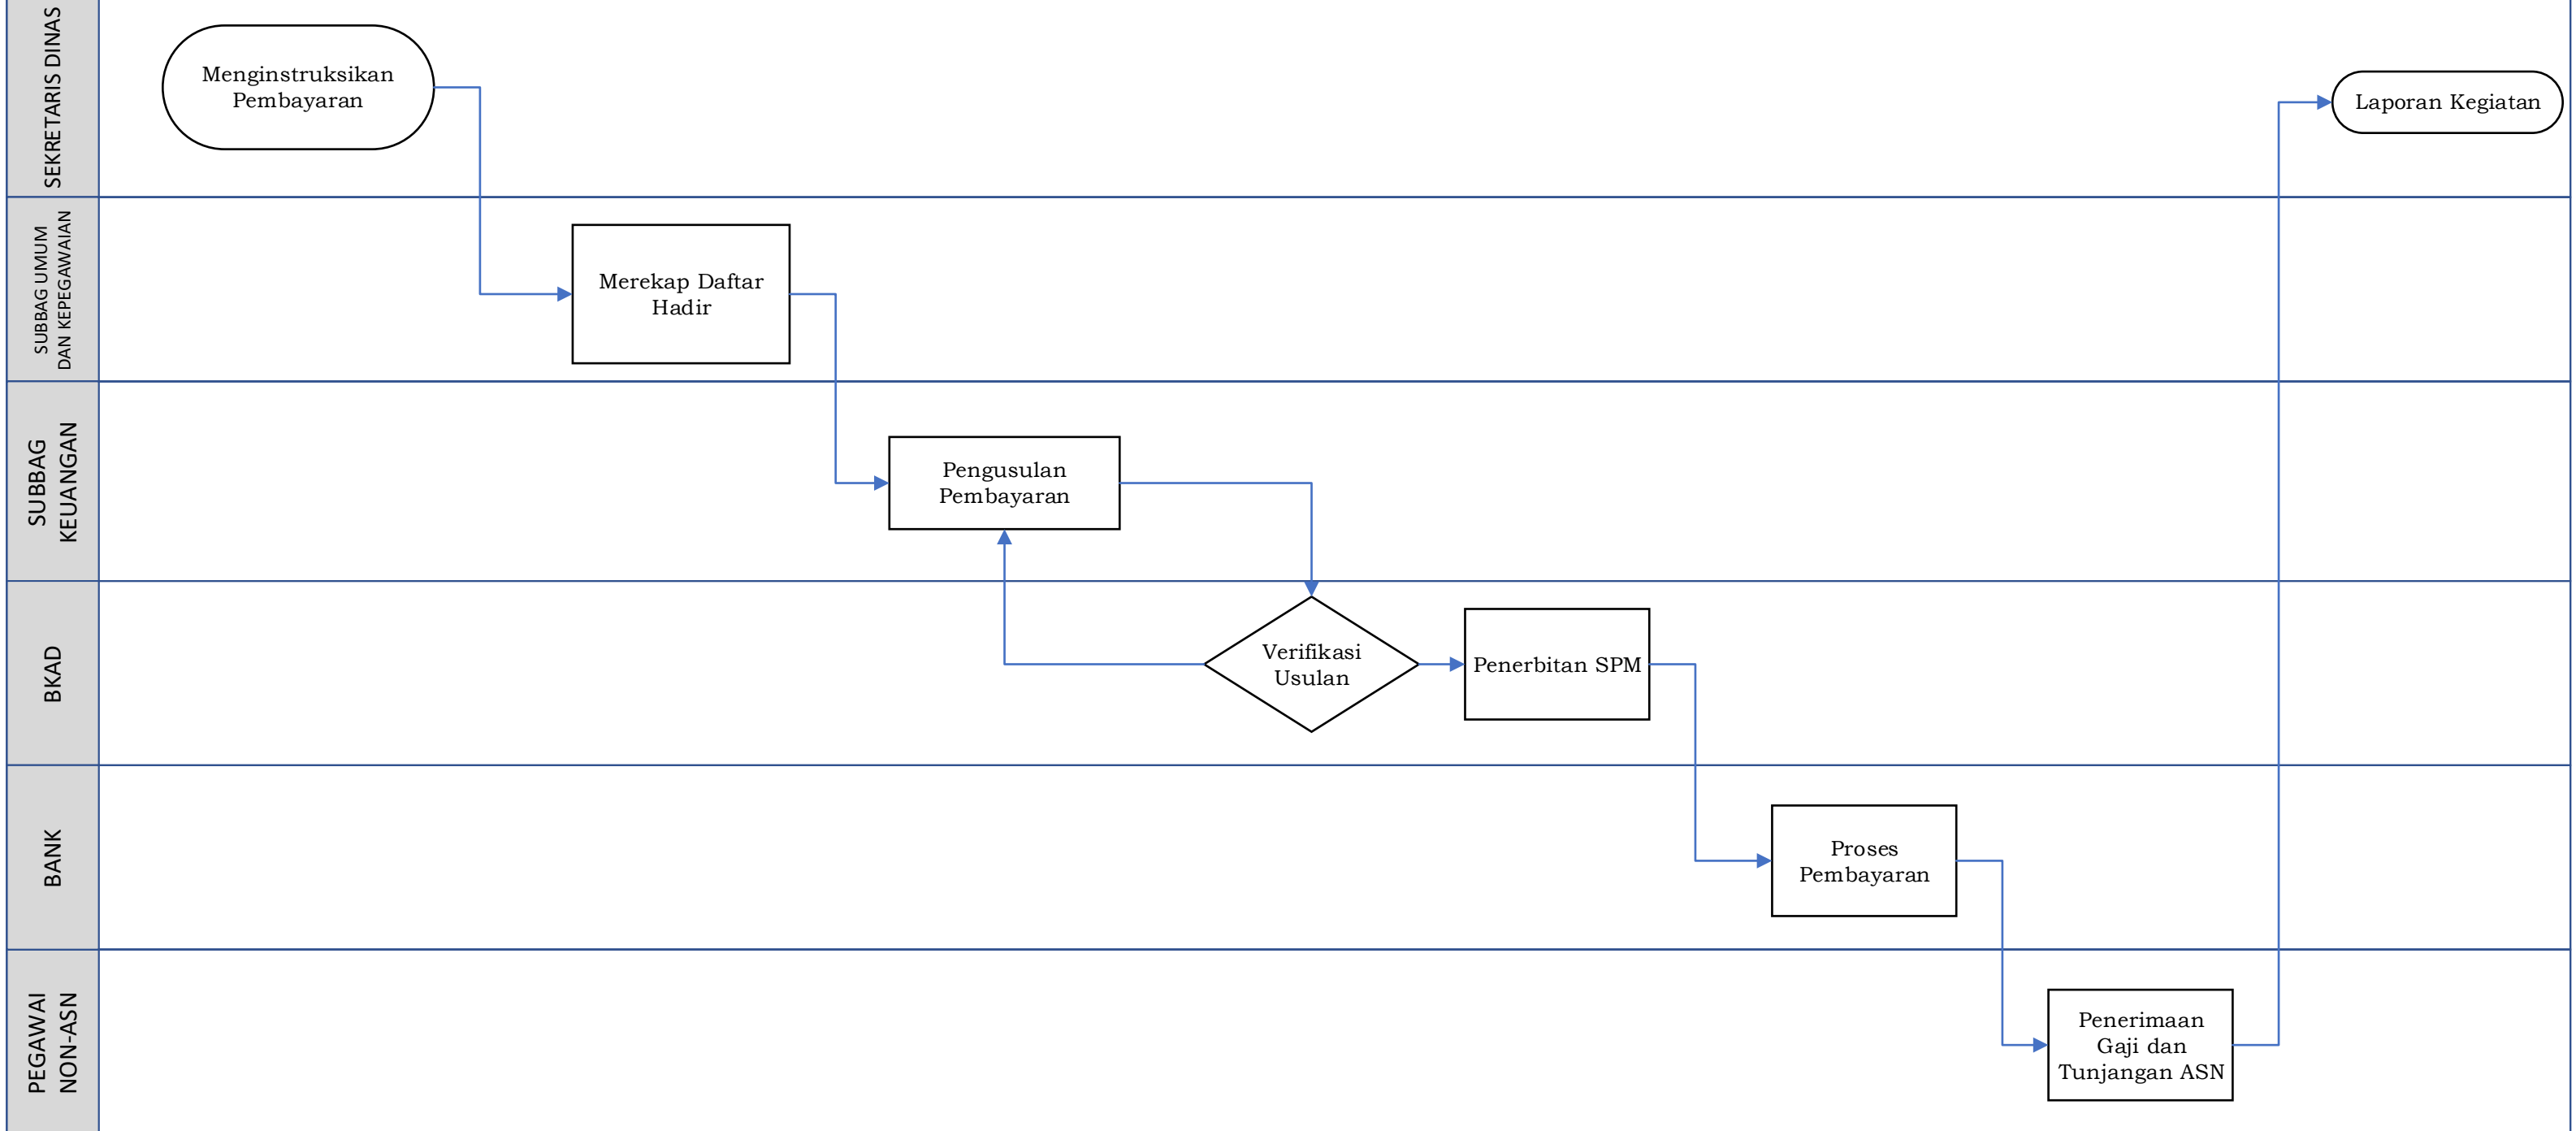 SEKRETARIS DINAS
Menginstruksikan
Pembayaran
Laporan Kegiatan
SUBBAG UMUM
DAN KEPEGAWAIAN
Merekap Daftar
Hadir
SUBBAG
KEUANGAN
Pengusulan
Pembayaran
BKAD
Verifikasi
Usulan
Penerbitan SPM
BANK
Proses
Pembayaran
PEGAWAI
NON-ASN
Penerimaan
Gaji dan
Tunjangan ASN